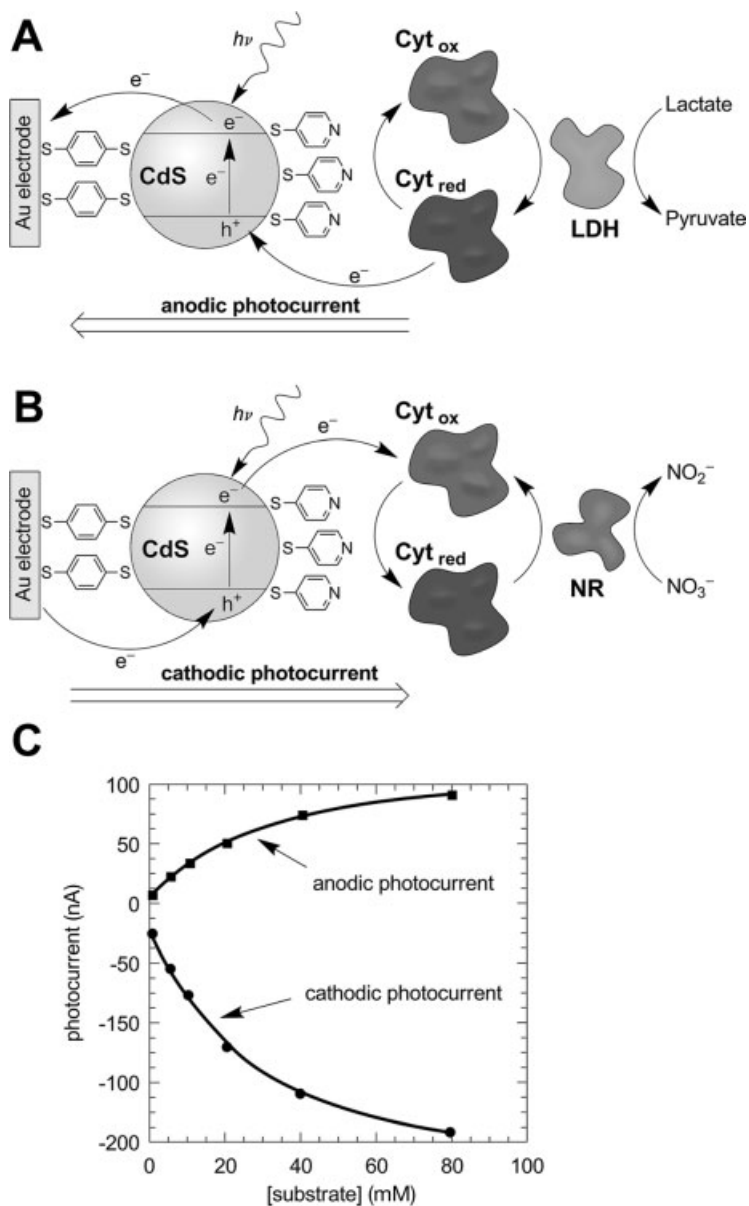 A
hν
e⁻
Au electrode
S
S
S
S
CdS
e⁻
e⁻
h⁺
S
N
S
N
S
N
Cyt ox
Cyt red
LDH
Lactate
Pyruvate
e⁻
anodic photocurrent
B
hν
e⁻
Au electrode
S
S
S
S
CdS
e⁻
e⁻
h⁺
S
N
S
N
S
N
Cyt ox
Cyt red
NR
NO₂⁻
NO₃⁻
e⁻
cathodic photocurrent
C
photocurrent (nA)
100
50
0
-50
-150
-100
-200
anodic photocurrent
cathodic photocurrent
0 20 40 60 80 100
[substrate] (mM)